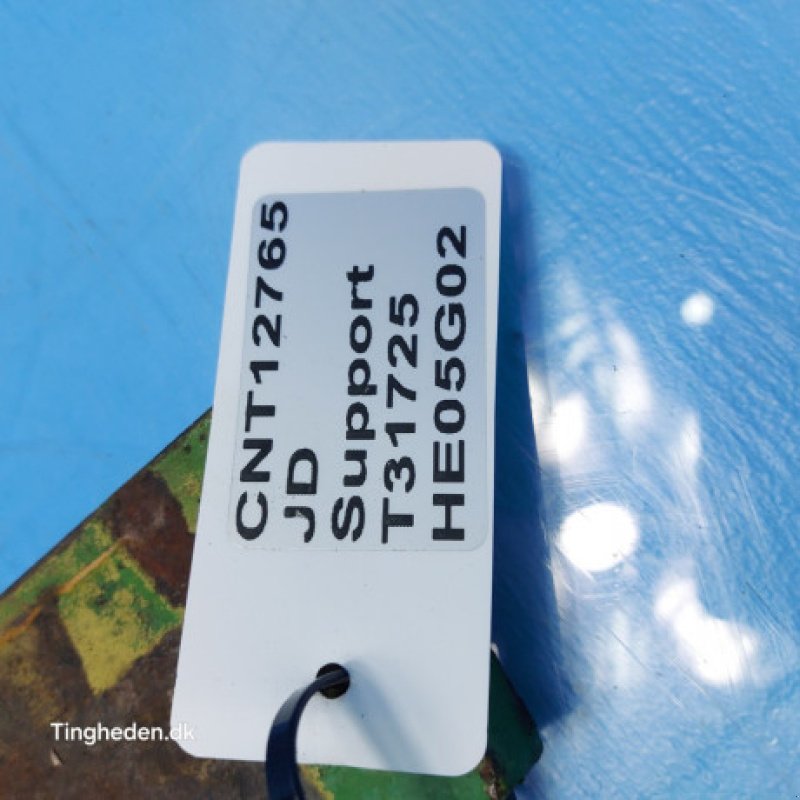 CNT12765
JD
Support
T31725
HE05G02
Tingheden.dk